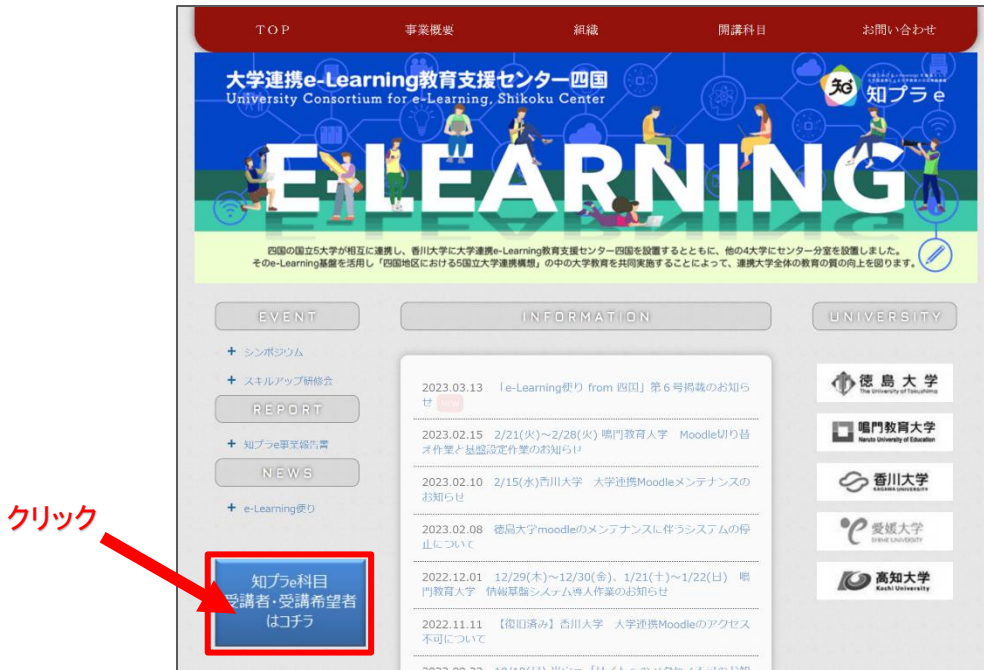 TOP 事業概要 組織 開講科目 お問い合わせ
大学連携e-Learning教育支援センター四国
University Consortium for e-Learning, Shikoku Center
知プラe
E-LEARNING
四国の国立5大学が相互に連携し、香川大学に大学連携e-Learning教育支援センター四国を設置するとともに、他の4大学にセンター分室を設置しました。
そのe-Learning基盤を活用し「四国地区における5国立大学連携構想」の中の大学教育を共同実施することによって、連携大学全体の教育の質の向上を図ります。
EVENT
+ シンポジウム
+ スキルアップ研修会
REPORT
+ 知プラe事業報告書
NEWS
+ e-Learning便り
クリック
知プラe科目
受講者・受講希望者
はコチラ
INFORMATION
2023.03.13 「e-Learning便り from 四国」第6号掲載のお知ら
せ NEW
2023.02.15 2/21(火)~2/28(火) 鳴門教育大学 Moodle切り替
え作業と基盤設定作業のお知らせ
2023.02.10 2/15(水)香川大学 大学連携Moodleメンテナンスの
お知らせ
2023.02.08 徳島大学moodleのメンテナンスに伴うシステムの停
止について
2022.12.01 12/29(木)~12/30(金)、1/21(土)~1/22(日) 鳴
門教育大学 情報基盤システム導入作業のお知らせ
2022.11.11 【復旧済み】香川大学 大学連携Moodleのアクセス
不可について
UNIVERSITY
徳島大学
The University of Tokushima
鳴門教育大学
Naruto University of Education
香川大学
KAGAWA UNIVERSITY
愛媛大学
EHIME UNIVERSITY
高知大学
Kochi University